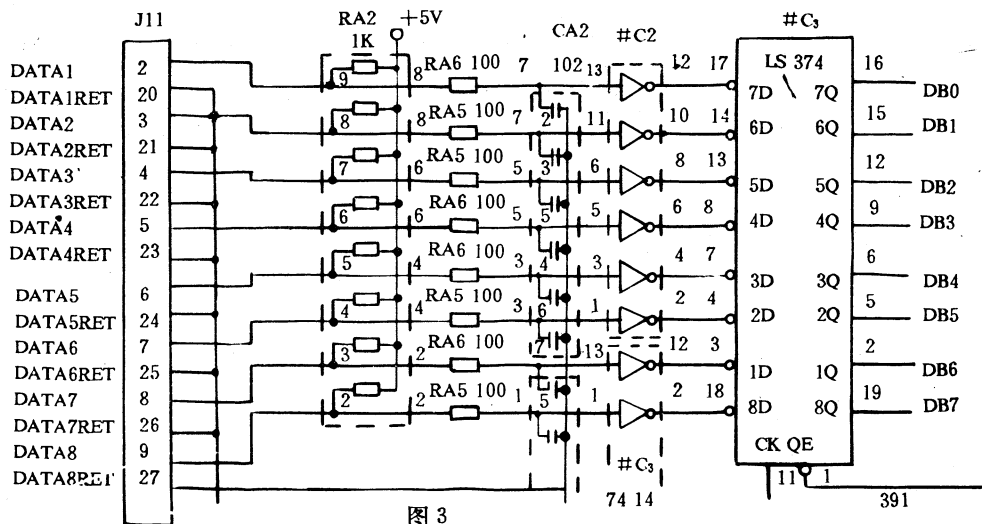 J11 RA2 +5V #C₃
1K CA2 #C2
RA6 100 7 102 13 12 17 LS 374 16
DATA1 2 9 8 7D 7Q DB0
DATA1RET 20
DATA2 3 8 8 RA5 100 7 2 11 10 14 6D 6Q 15 DB1
DATA2RET 21
DATA3 4 7 6 RA5 100 5 3 6 8 13 5D 5Q 12 DB2
DATA3RET 22
DATA4 5 6 6 RA6 100 5 5 5 6 8 4D 4Q 9 DB3
DATA4RET 23
DATA5 6 5 4 RA6 100 3 4 3 4 7 3D 3Q 6 DB4
DATA5RET 24
DATA6 7 4 4 RA5 100 3 6 1 2 4 2D 2Q 5 DB5
DATA6RET 25
DATA7 8 3 2 RA6 100 7 13 12 3 1D 1Q 2 DB6
DATA7RET 26
DATA8 9 2 2 RA5 100 1 5 1 2 18 8D 8Q 19 DB7
DATA8RET 27
#C₃ CK QE
74 14 11 1
391
图 3